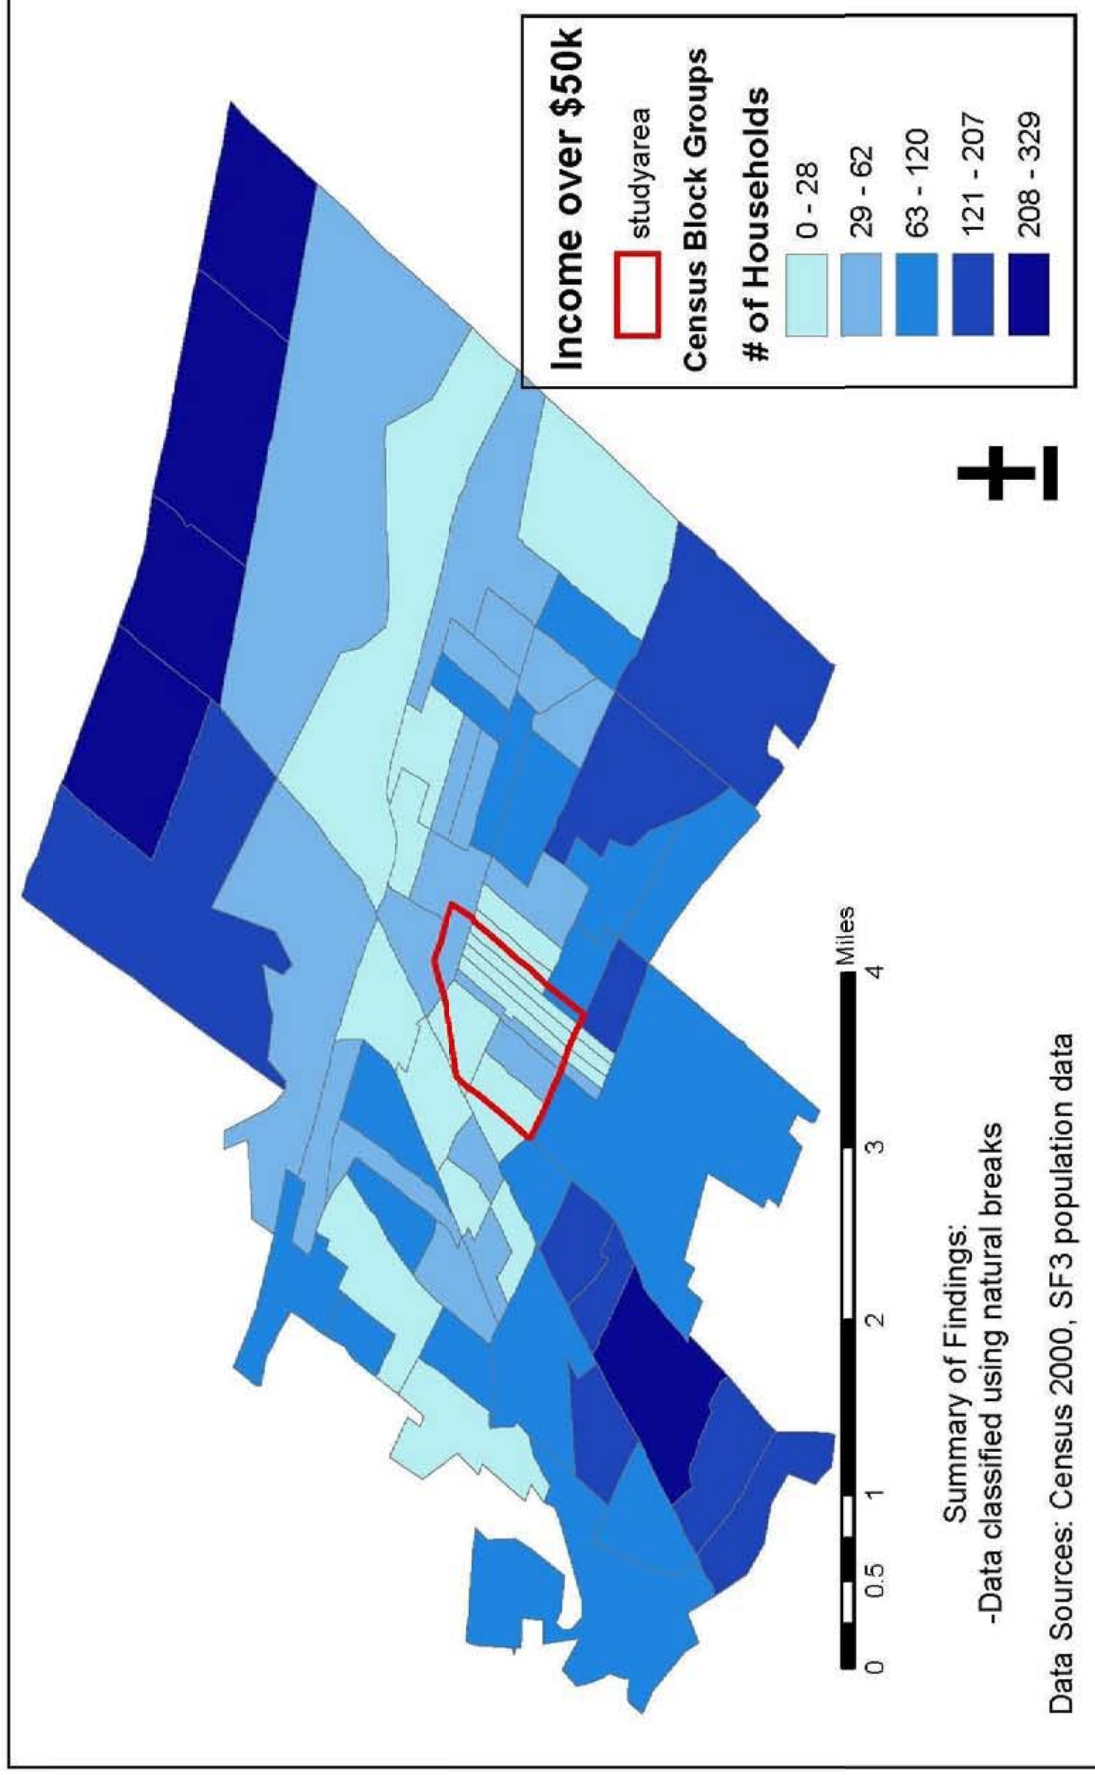 Income over $50k
studyarea
Census Block Groups
# of Households
0 - 28
29 - 62
63 - 120
121 - 207
208 - 329
0 0.5 1 2 3 4
Miles
Summary of Findings:
-Data classified using natural breaks
Data Sources: Census 2000, SF3 population data